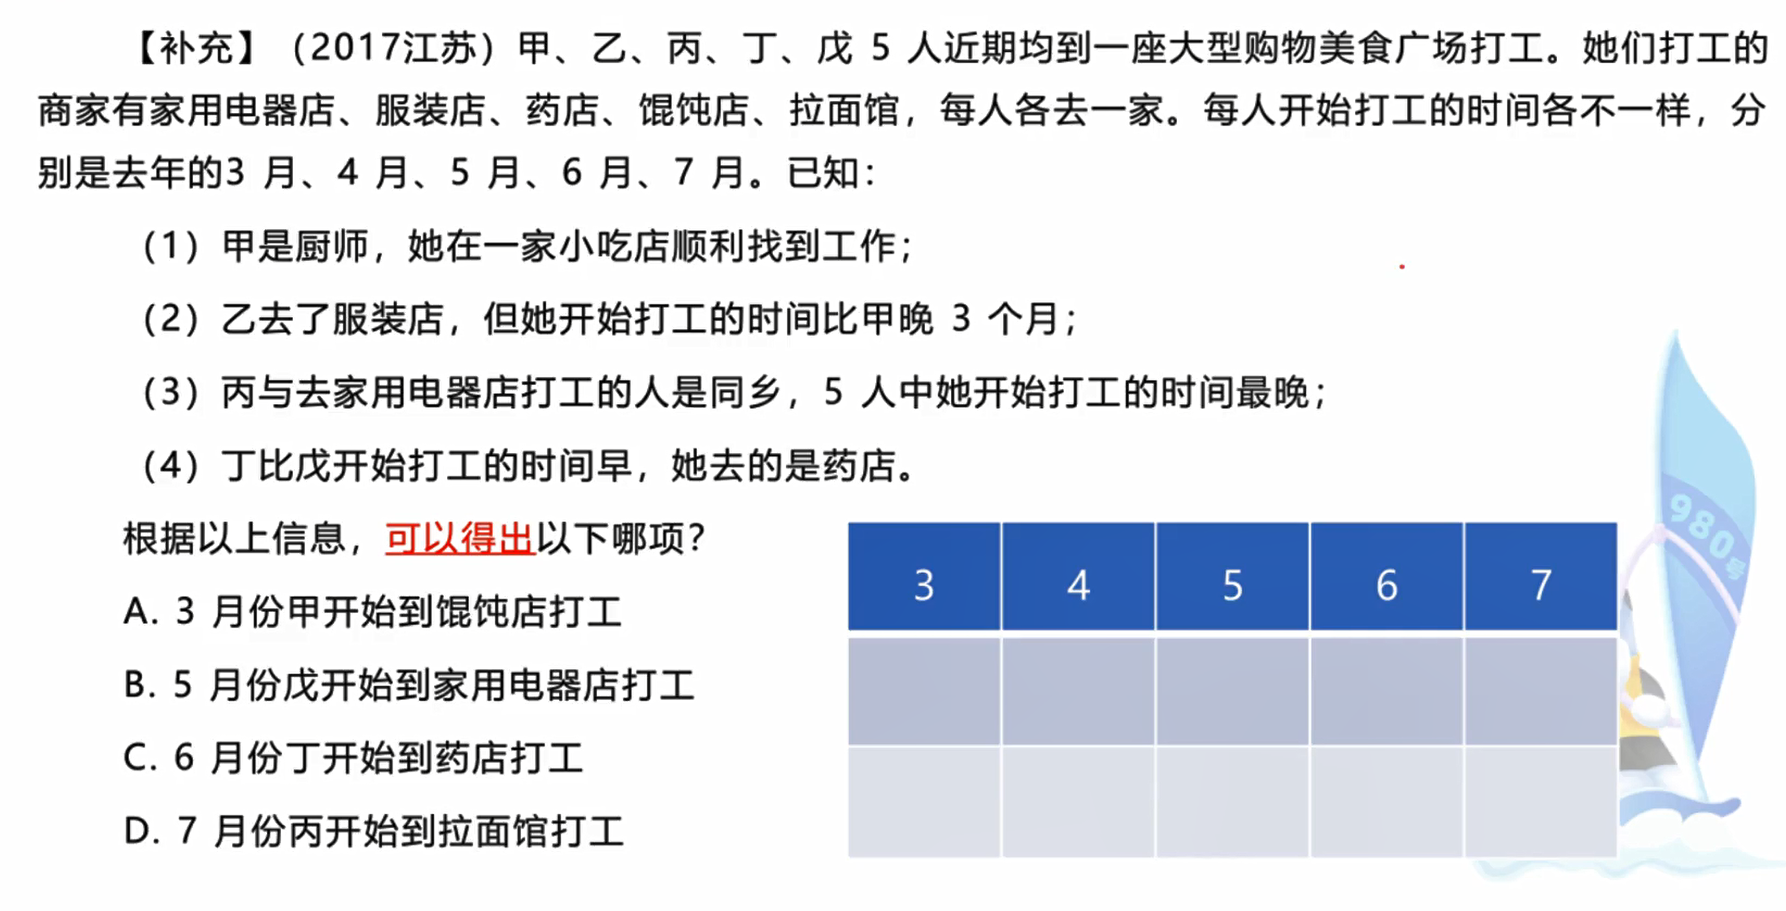 【补充】（2017江苏）甲、乙、丙、丁、戊 5 人近期均到一座大型购物美食广场打工。她们打工的
商家有家用电器店、服装店、药店、馄饨店、拉面馆，每人各去一家。每人开始打工的时间各不一样，分
别是去年的3 月、4 月、5 月、6 月、7 月。已知：
（1）甲是厨师，她在一家小吃店顺利找到工作；
（2）乙去了服装店，但她开始打工的时间比甲晚 3 个月；
（3）丙与去家用电器店打工的人是同乡，5 人中她开始打工的时间最晚；
（4）丁比戊开始打工的时间早，她去的是药店。
根据以上信息，可以得出以下哪项？
A. 3 月份甲开始到馄饨店打工
B. 5 月份戊开始到家用电器店打工
C. 6 月份丁开始到药店打工
D. 7 月份丙开始到拉面馆打工
3 4 5 6 7
980号